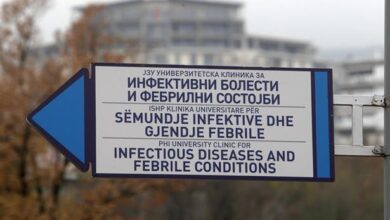 ЈЗУ УНИВЕРЗИТЕТСКА КЛИНИКА ЗА
ИНФЕКТИВНИ БОЛЕСТИ
И ФЕБРИЛНИ СОСТОЈБИ
ISHP KLINIKA UNIVERSITARE PËR
SËMUNDJE INFEKTIVE DHE
GJENDJE FEBRILE
PHI UNIVERSITY CLINIC FOR
INFECTIOUS DISEASES AND
FEBRILE CONDITIONS